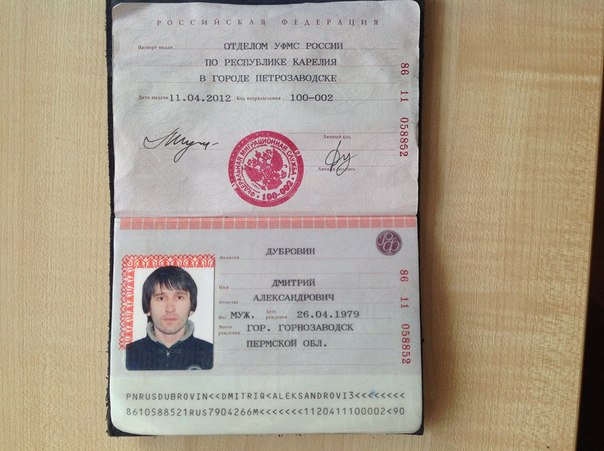 РОССИЙСКАЯ ФЕДЕРАЦИЯ
Паспорт выдан ОТДЕЛОМ УФМС РОССИИ
ПО РЕСПУБЛИКЕ КАРЕЛИЯ
В ГОРОДЕ ПЕТРОЗАВОДСКЕ
Дата выдачи 11.04.2012 Код подразделения 100-002
Личный код
Личная подпись
ФЕДЕРАЛЬНАЯ МИГРАЦИОННАЯ СЛУЖБА
100-002
86 11 058852
Фамилия ДУБРОВИН
Имя ДМИТРИЙ
Отчество АЛЕКСАНДРОВИЧ
Пол МУЖ. Дата рождения 26.04.1979
Место рождения ГОР. ГОРНОЗАВОДСК
ПЕРМСКОЙ ОБЛ.
РФ
86 11 058852
PNRUSDUBROVIN<<DMITRIQ<ALEKSANDROVI3<<<<<<<<
8610588521RUS7904266M<<<<<<<1120411100002<90